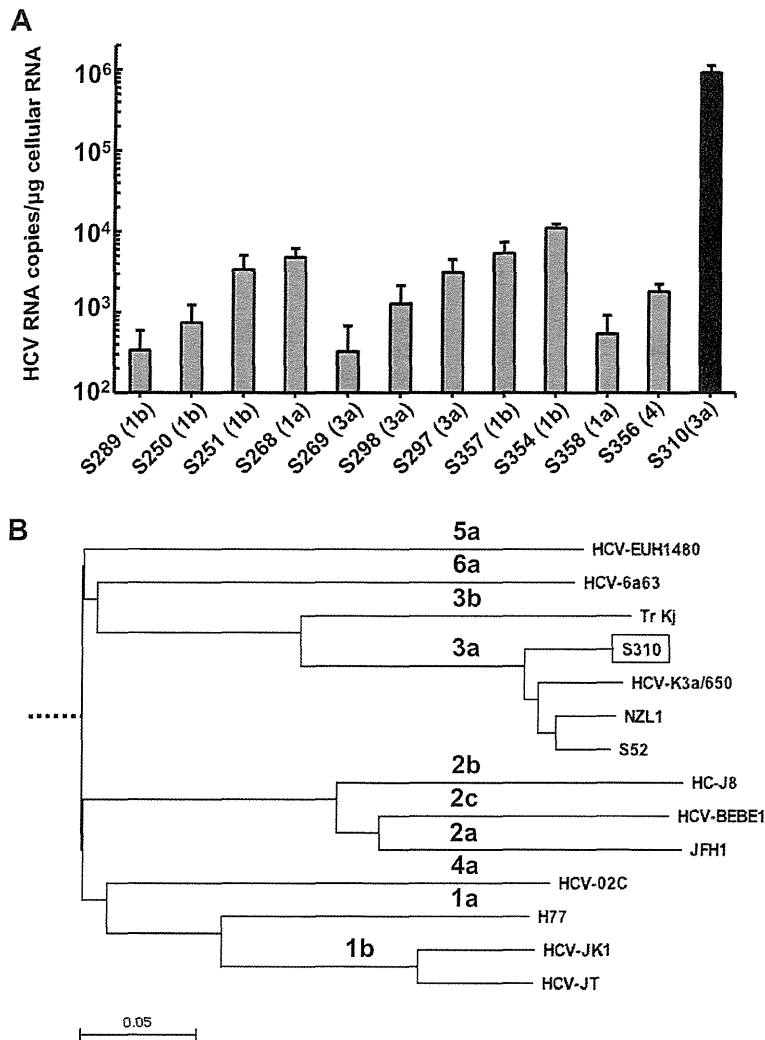 A
HCV RNA copies/µg cellular RNA
10⁶
10⁵
10⁴
10³
10²
S289 (1b)
S250 (1b)
S251 (1b)
S268 (1a)
S269 (3a)
S298 (3a)
S297 (3a)
S357 (1b)
S354 (1b)
S358 (1a)
S356 (4)
S310(3a)
B
5a
HCV-EUH1480
6a
HCV-6a63
3b
Tr Kj
3a
S310
HCV-K3a/650
NZL1
S52
2b
HC-J8
2c
HCV-BEBE1
2a
JFH1
4a
HCV-02C
1a
H77
1b
HCV-JK1
HCV-JT
0.05